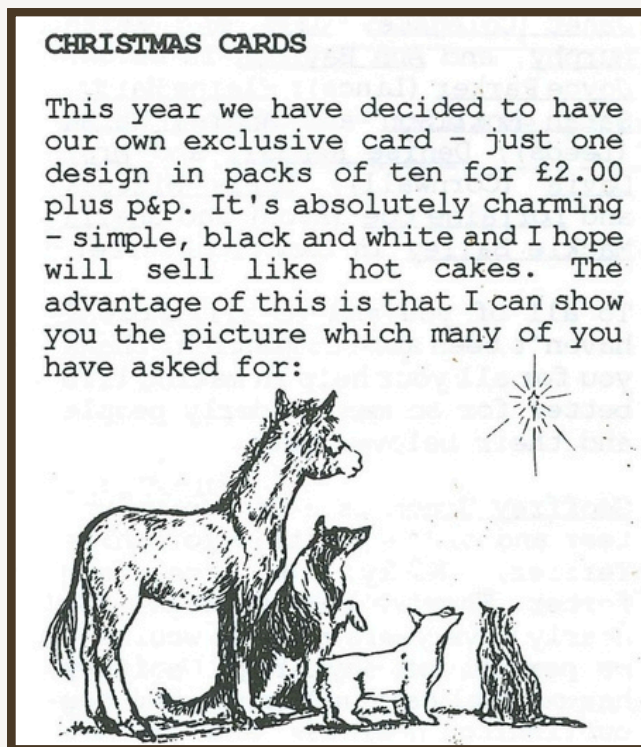 CHRISTMAS CARDS
This year we have decided to have
our own exclusive card – just one
design in packs of ten for £2.00
plus p&p. It's absolutely charming
– simple, black and white and I hope
will sell like hot cakes. The
advantage of this is that I can show
you the picture which many of you
have asked for: